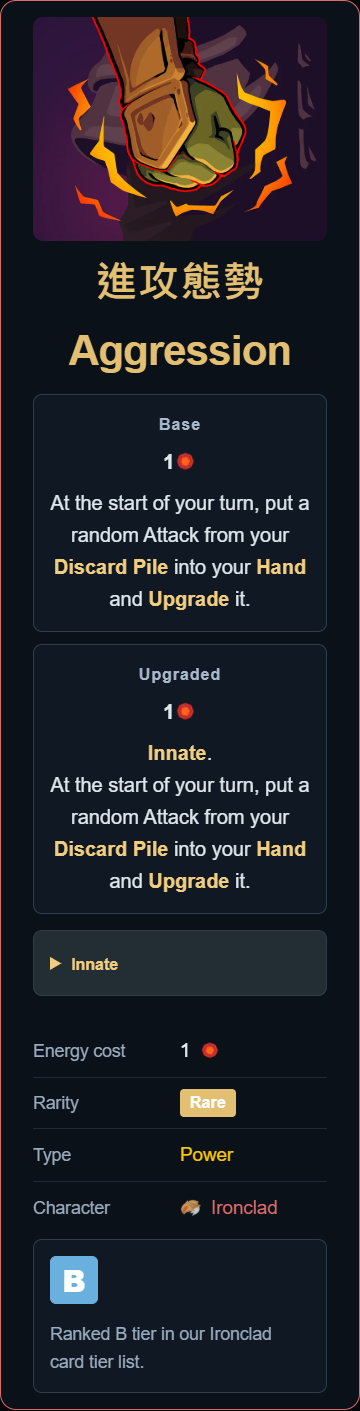 進攻態勢
Aggression
Base
1
At the start of your turn, put a
random Attack from your
Discard Pile into your Hand
and Upgrade it.
Upgraded
1
Innate.
At the start of your turn, put a
random Attack from your
Discard Pile into your Hand
and Upgrade it.
Innate
Energy cost 1
Rarity Rare
Type Power
Character Ironclad
B
Ranked B tier in our Ironclad
card tier list.